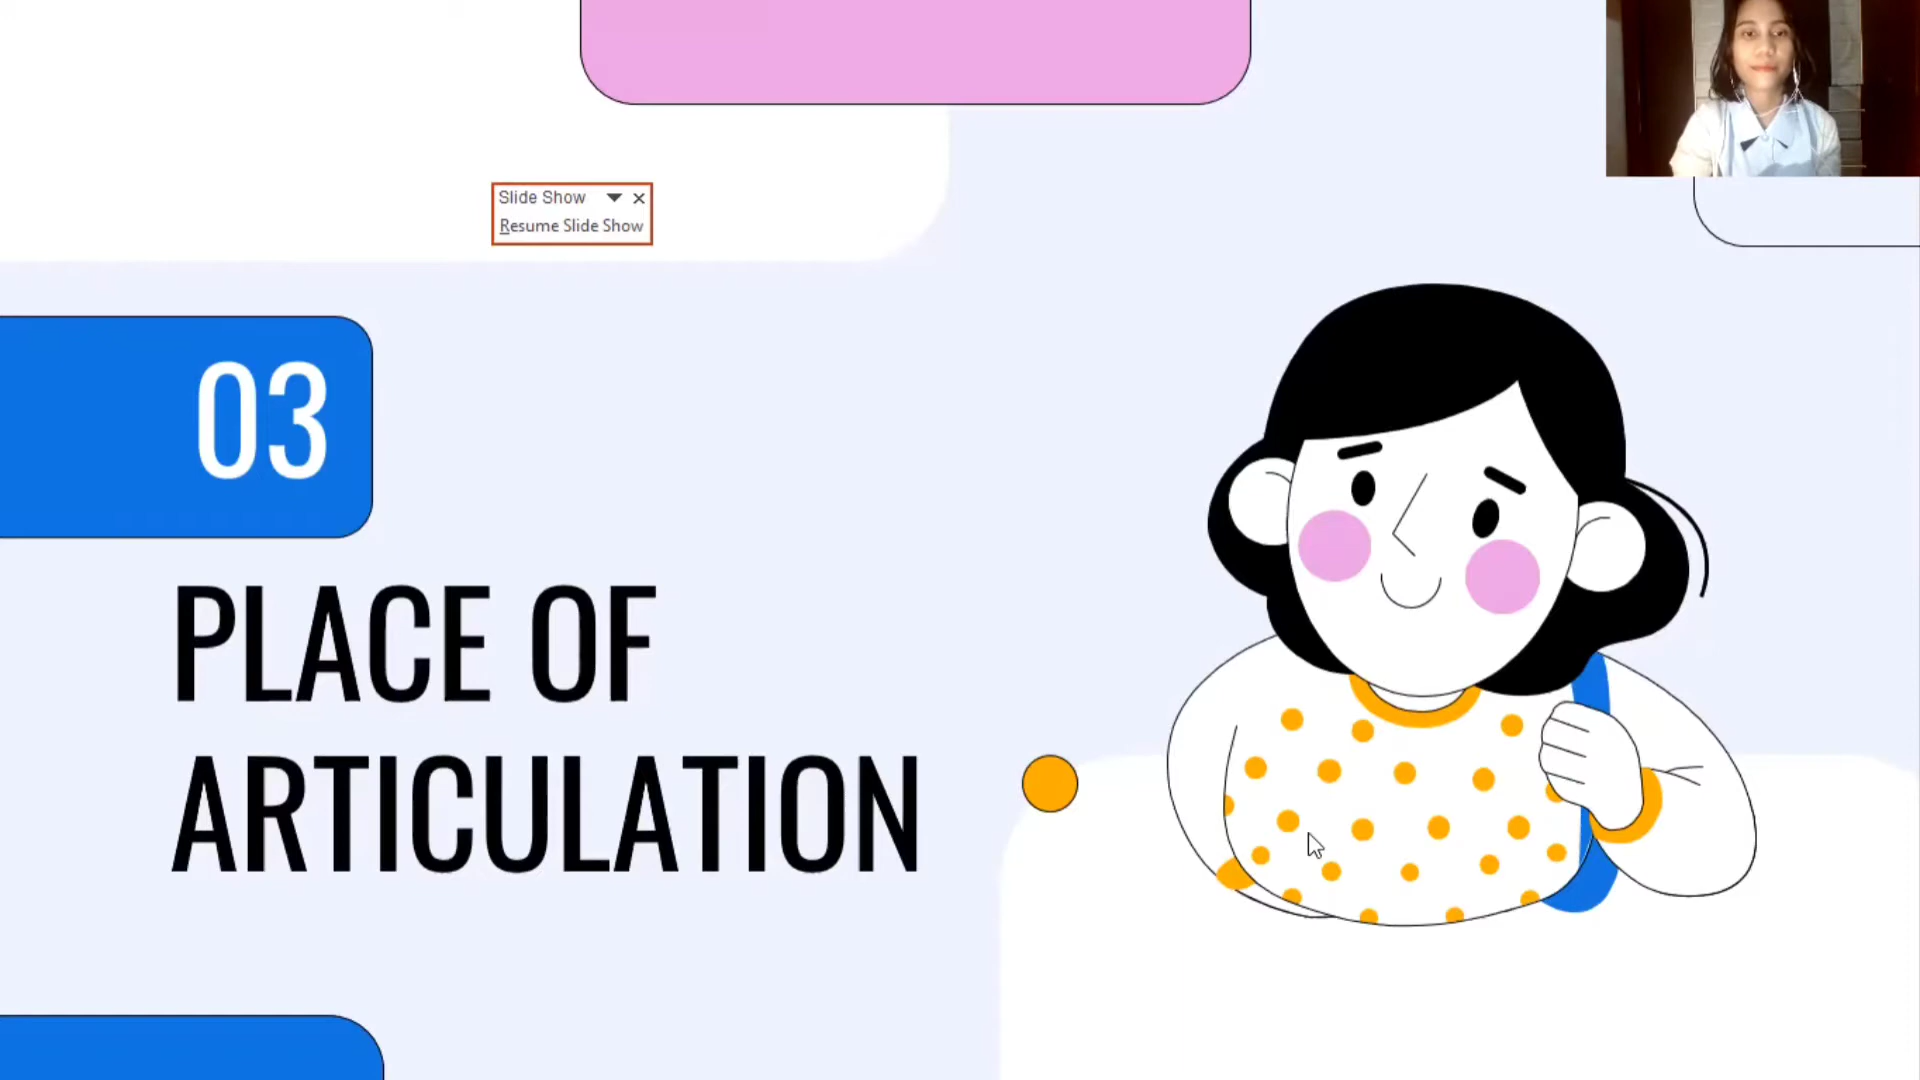 Slide Show
Resume Slide Show
03
PLACE OF
ARTICULATION